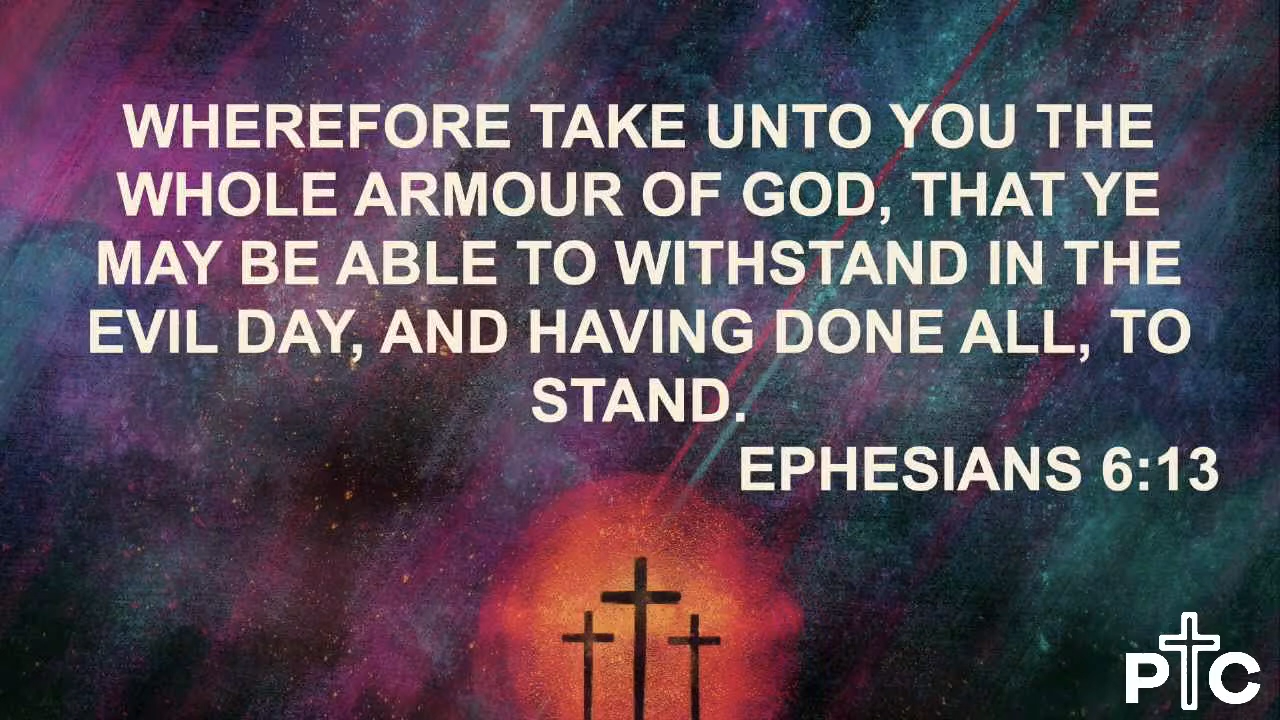 WHEREFORE TAKE UNTO YOU THE
WHOLE ARMOUR OF GOD, THAT YE
MAY BE ABLE TO WITHSTAND IN THE
EVIL DAY, AND HAVING DONE ALL, TO
STAND.
EPHESIANS 6:13
PTC